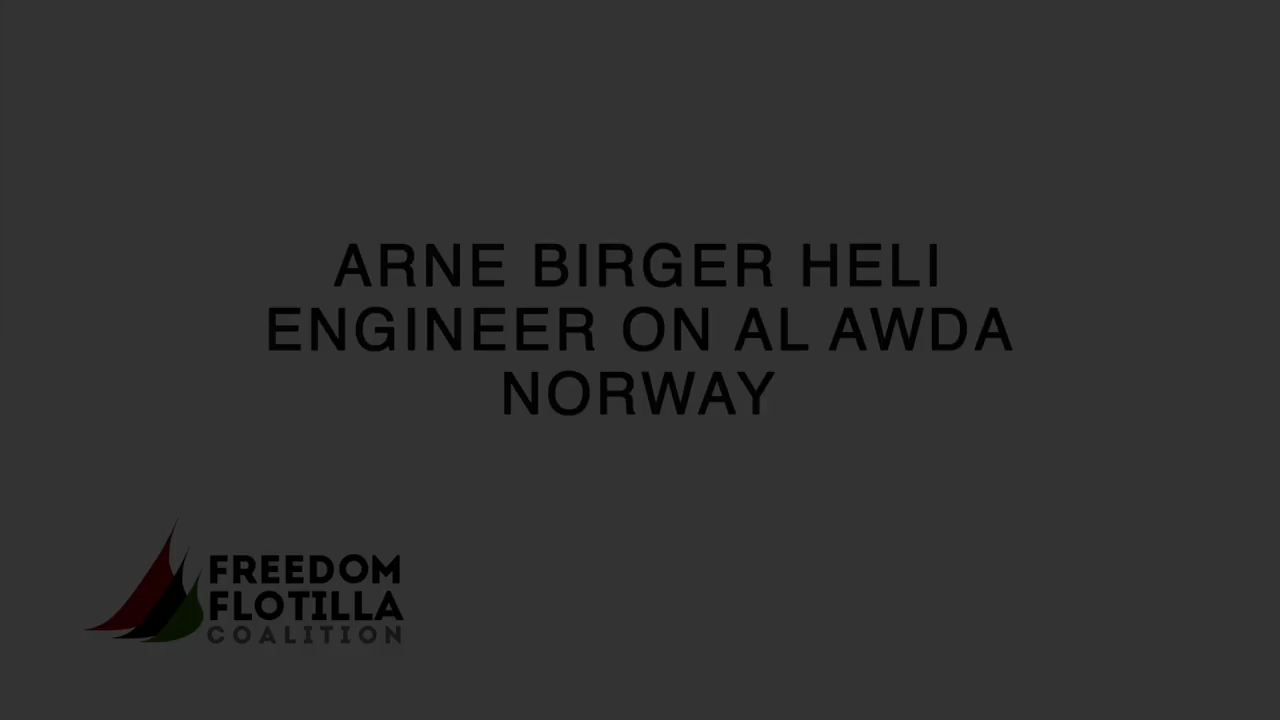 ARNE BIRGER HELI
ENGINEER ON AL AWDA
NORWAY
FREEDOM
FLOTILLA
COALITION